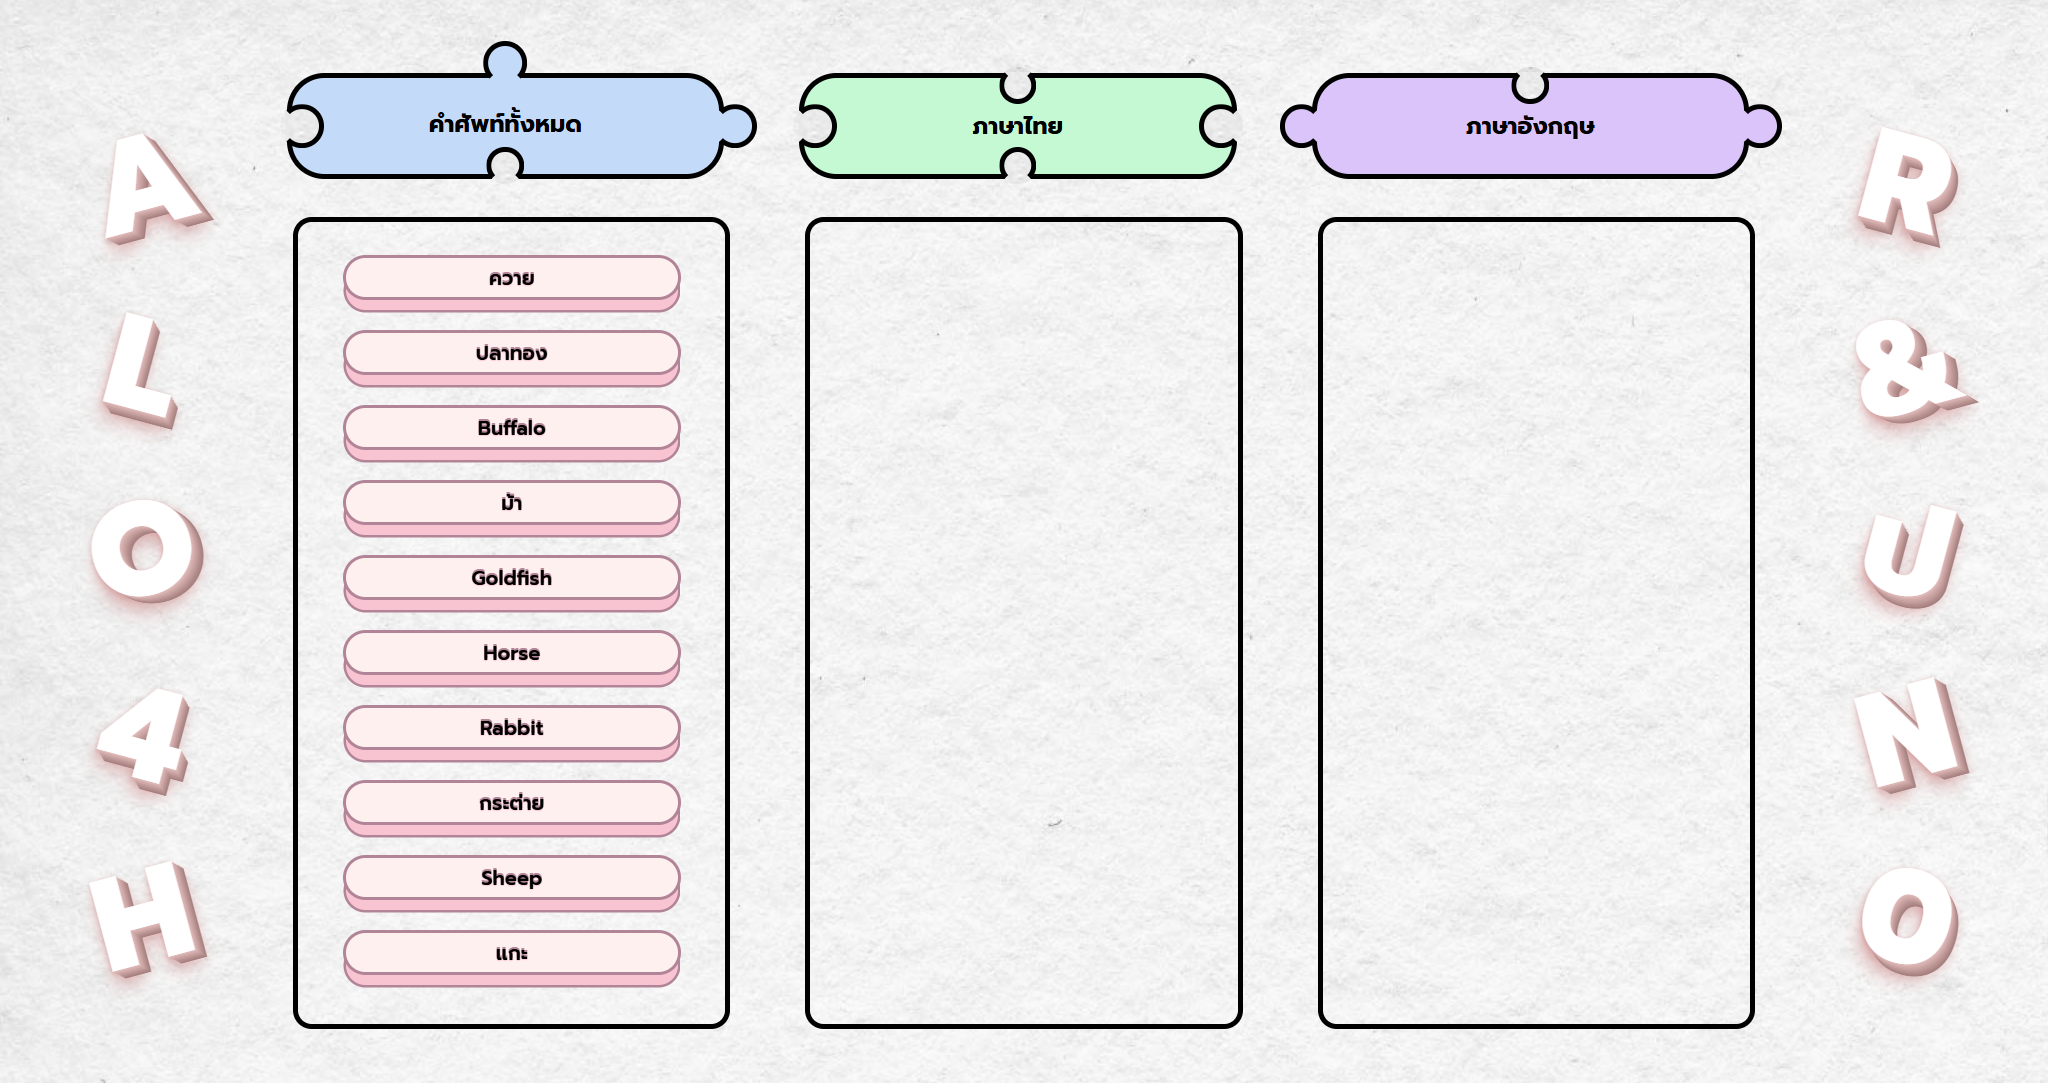 คำศัพท์ทั้งหมด
ภาษาไทย
ภาษาอังกฤษ
ควาย
ปลาทอง
Buffalo
ม้า
Goldfish
Horse
Rabbit
กระต่าย
Sheep
แกะ
A
L
O
4
H
R
&
U
N
O